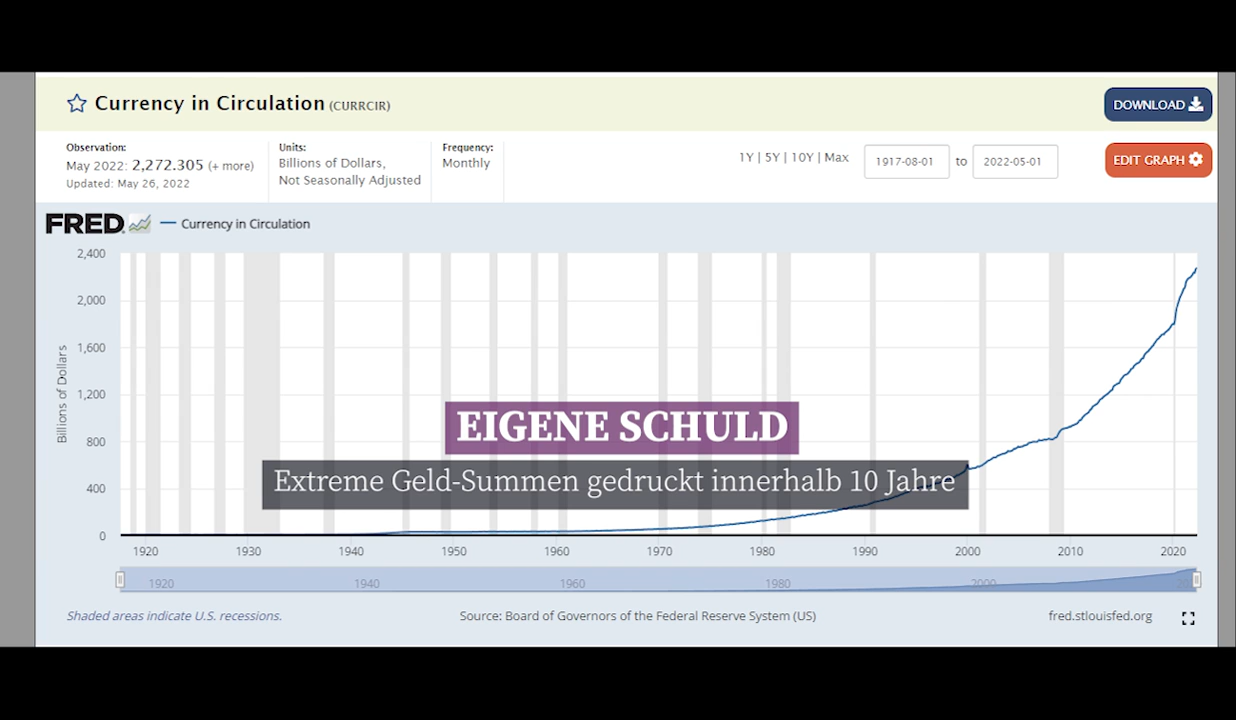 Currency in Circulation (CURRCIR)
DOWNLOAD
Observation:
May 2022: 2,272.305 (+ more)
Updated: May 26, 2022
Units:
Billions of Dollars,
Not Seasonally Adjusted
Frequency:
Monthly
1Y | 5Y | 10Y | Max
1917-08-01 to 2022-05-01
EDIT GRAPH
FRED
Currency in Circulation
Billions of Dollars
2,400
2,000
1,600
1,200
800
400
0
EIGENE SCHULD
Extreme Geld-Summen gedruckt innerhalb 10 Jahre
1920 1930 1940 1950 1960 1970 1980 1990 2000 2010 2020
1920 1940 1960 1980 2000
Shaded areas indicate U.S. recessions.
Source: Board of Governors of the Federal Reserve System (US)
fred.stlouisfed.org